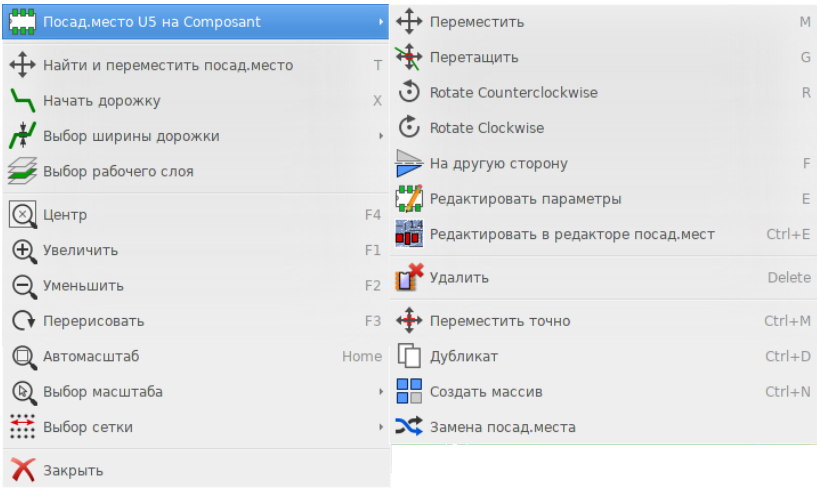 Посад.место U5 на Composant
Найти и переместить посад.место T
Начать дорожку X
Выбор ширины дорожки
Выбор рабочего слоя
Центр F4
Увеличить F1
Уменьшить F2
Перерисовать F3
Автомасштаб Home
Выбор масштаба
Выбор сетки
Закрыть
Переместить M
Перетащить G
Rotate Counterclockwise R
Rotate Clockwise
На другую сторону F
Редактировать параметры E
Редактировать в редакторе посад.мест Ctrl+E
Удалить Delete
Переместить точно Ctrl+M
Дубликат Ctrl+D
Создать массив Ctrl+N
Замена посад.места